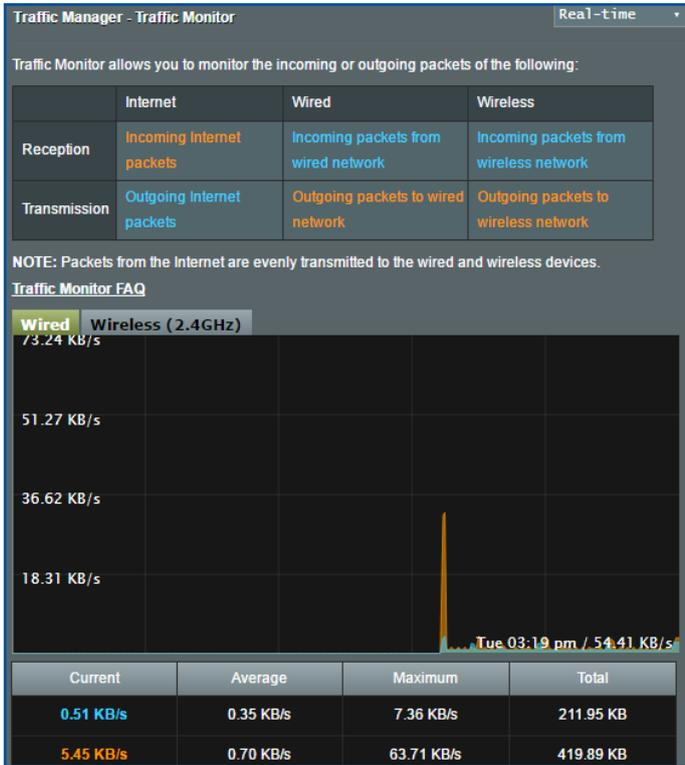 Traffic Manager - Traffic Monitor
Real-time
Traffic Monitor allows you to monitor the incoming or outgoing packets of the following:
Internet Wired Wireless
Reception
Incoming Internet packets
Incoming packets from wired network
Incoming packets from wireless network
Transmission
Outgoing Internet packets
Outgoing packets to wired network
Outgoing packets to wireless network
NOTE: Packets from the Internet are evenly transmitted to the wired and wireless devices.
Traffic Monitor FAQ
Wired Wireless (2.4GHz)
73.24 KB/s
51.27 KB/s
36.62 KB/s
18.31 KB/s
Tue 03:19 pm / 54.41 KB/s
Current Average Maximum Total
0.51 KB/s 0.35 KB/s 7.36 KB/s 211.95 KB
5.45 KB/s 0.70 KB/s 63.71 KB/s 419.89 KB